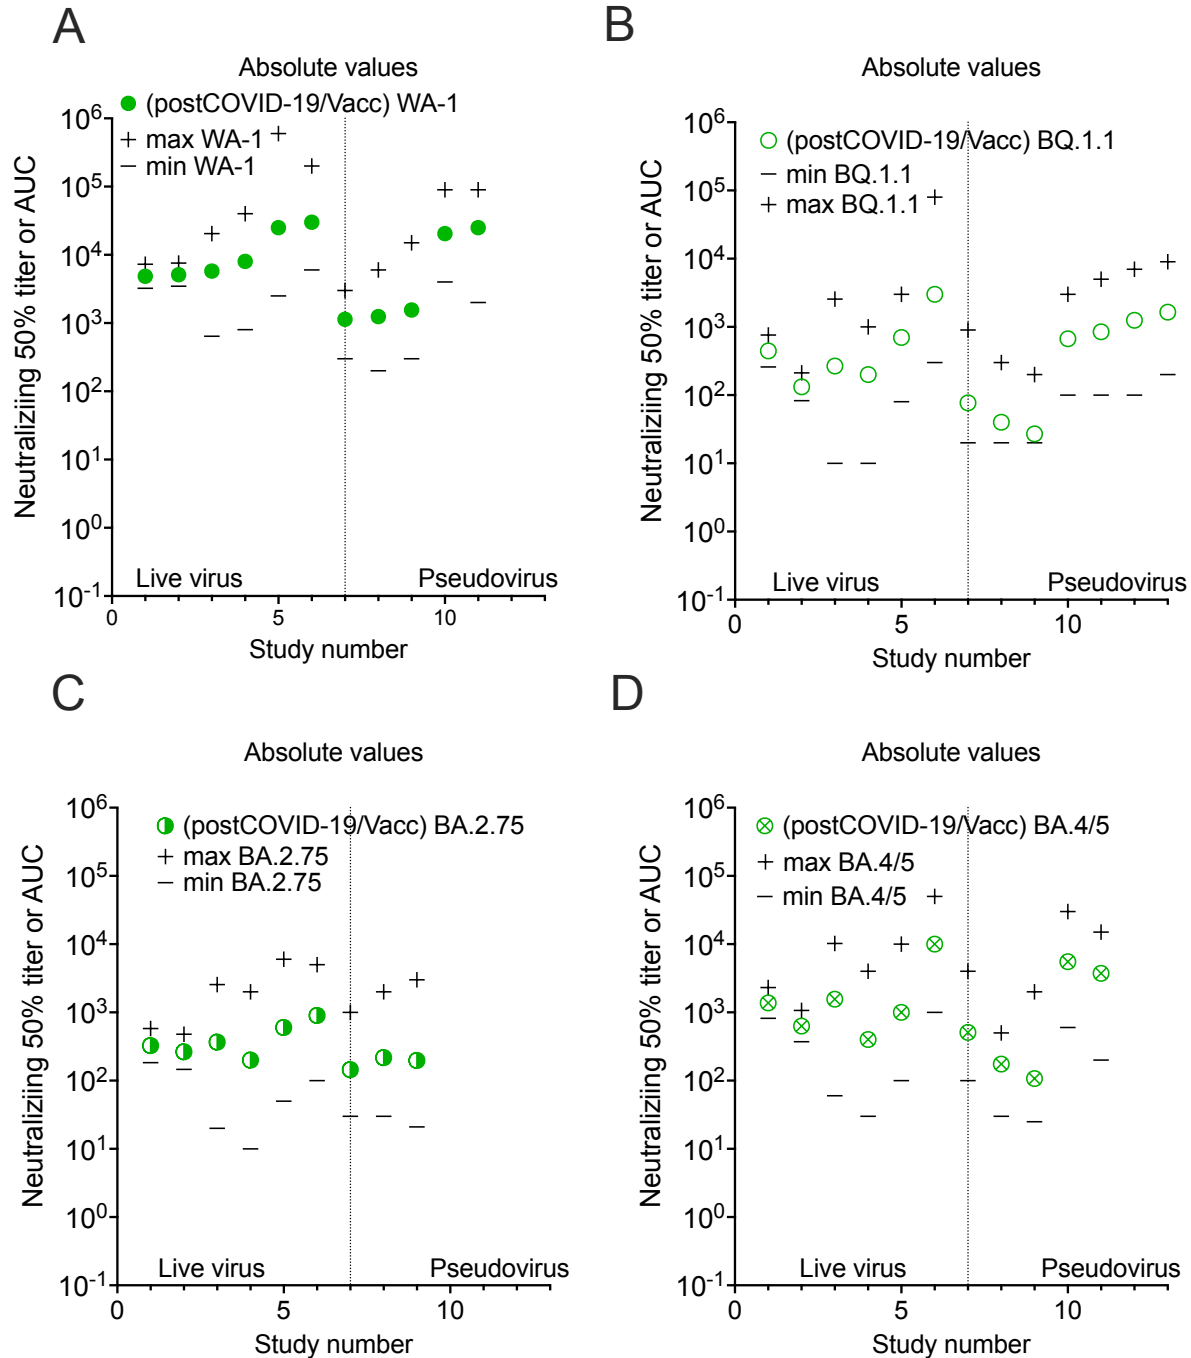 A
Absolute values
(postCOVID-19/Vacc) WA-1
max WA-1
min WA-1
Neutraliziing 50% titer or AUC
10^6
10^5
10^4
10^3
10^2
10^1
10^0
10^-1
Live virus
Pseudovirus
0 5 10
Study number
B
Absolute values
(postCOVID-19/Vacc) BQ.1.1
min BQ.1.1
max BQ.1.1
Neutraliziing 50% titer or AUC
10^6
10^5
10^4
10^3
10^2
10^1
10^0
10^-1
Live virus
Pseudovirus
0 5 10
Study number
C
Absolute values
(postCOVID-19/Vacc) BA.2.75
max BA.2.75
min BA.2.75
Neutraliziing 50% titer or AUC
10^6
10^5
10^4
10^3
10^2
10^1
10^0
10^-1
Live virus
Pseudovirus
0 5 10
Study number
D
Absolute values
(postCOVID-19/Vacc) BA.4/5
max BA.4/5
min BA.4/5
Neutraliziing 50% titer or AUC
10^6
10^5
10^4
10^3
10^2
10^1
10^0
10^-1
Live virus
Pseudovirus
0 5 10
Study number